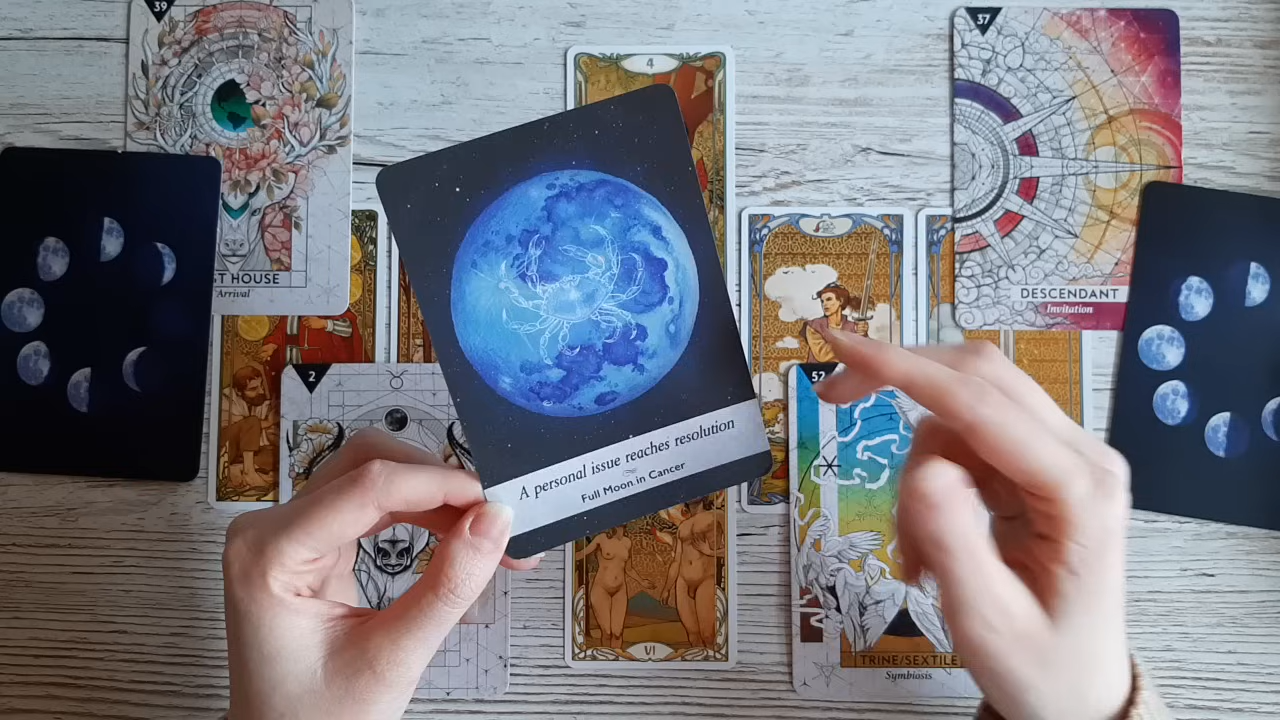 39
4
37
ST HOUSE
Arrival
DESCENDANT
Invitation
2
52
A personal issue reaches resolution
Full Moon in Cancer
VI
TRINE/SEXTILE
Symbiosis